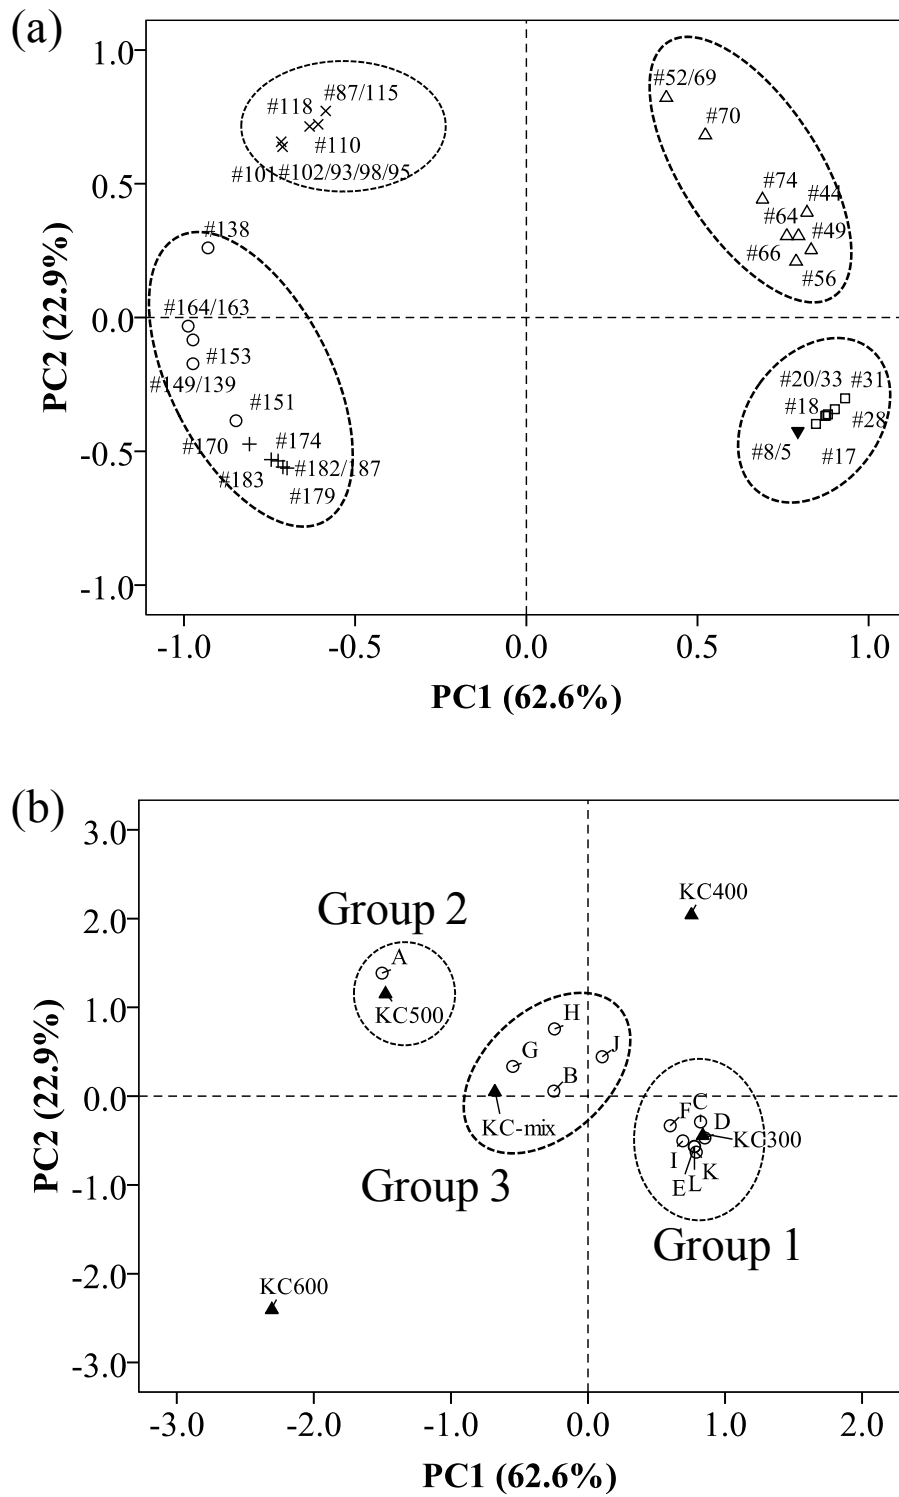 (a)
1.0
0.5
0.0
-0.5
-1.0
PC2 (22.9%)
#87/115
#118
#110
#101
#102/93/98/95
#52/69
#70
#74
#44
#64
#49
#66
#56
#138
#164/163
#153
#149/139
#151
#170
#174
#183
#182/187
#179
#20/33
#31
#18
#28
#8/5
#17
-1.0
-0.5
0.0
0.5
1.0
PC1 (62.6%)
(b)
3.0
2.0
1.0
0.0
-1.0
-2.0
-3.0
PC2 (22.9%)
KC400
Group 2
A
KC500
H
G
J
B
KC-mix
F
C
D
KC300
I
K
E
L
Group 3
Group 1
KC600
-3.0
-2.0
-1.0
0.0
1.0
2.0
PC1 (62.6%)